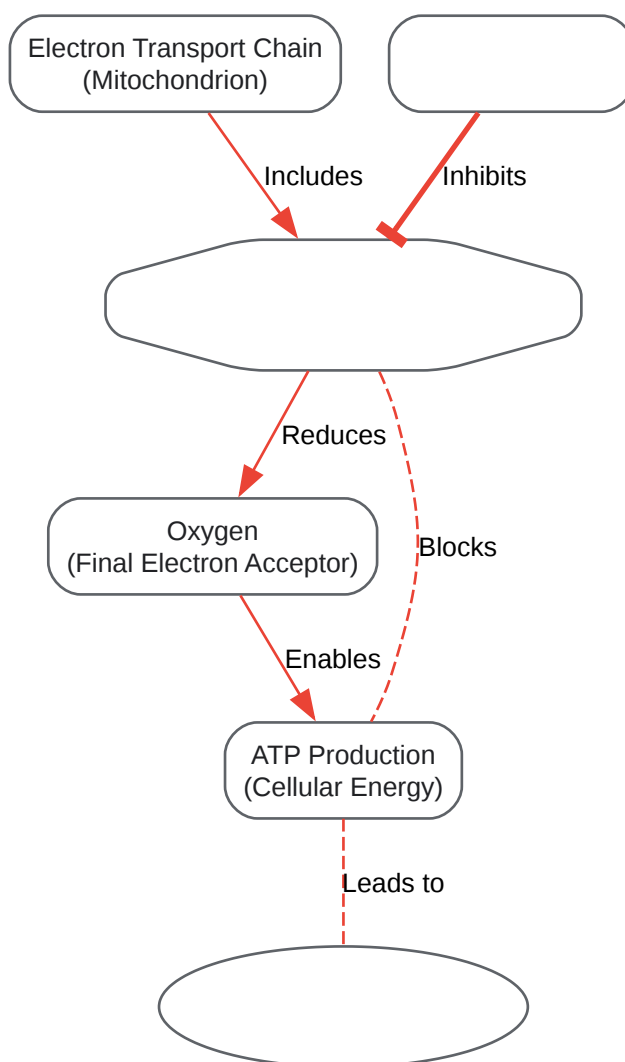 Electron Transport Chain
(Mitochondrion)
Includes
Inhibits
Reduces
Oxygen
(Final Electron Acceptor)
Blocks
Enables
ATP Production
(Cellular Energy)
Leads to